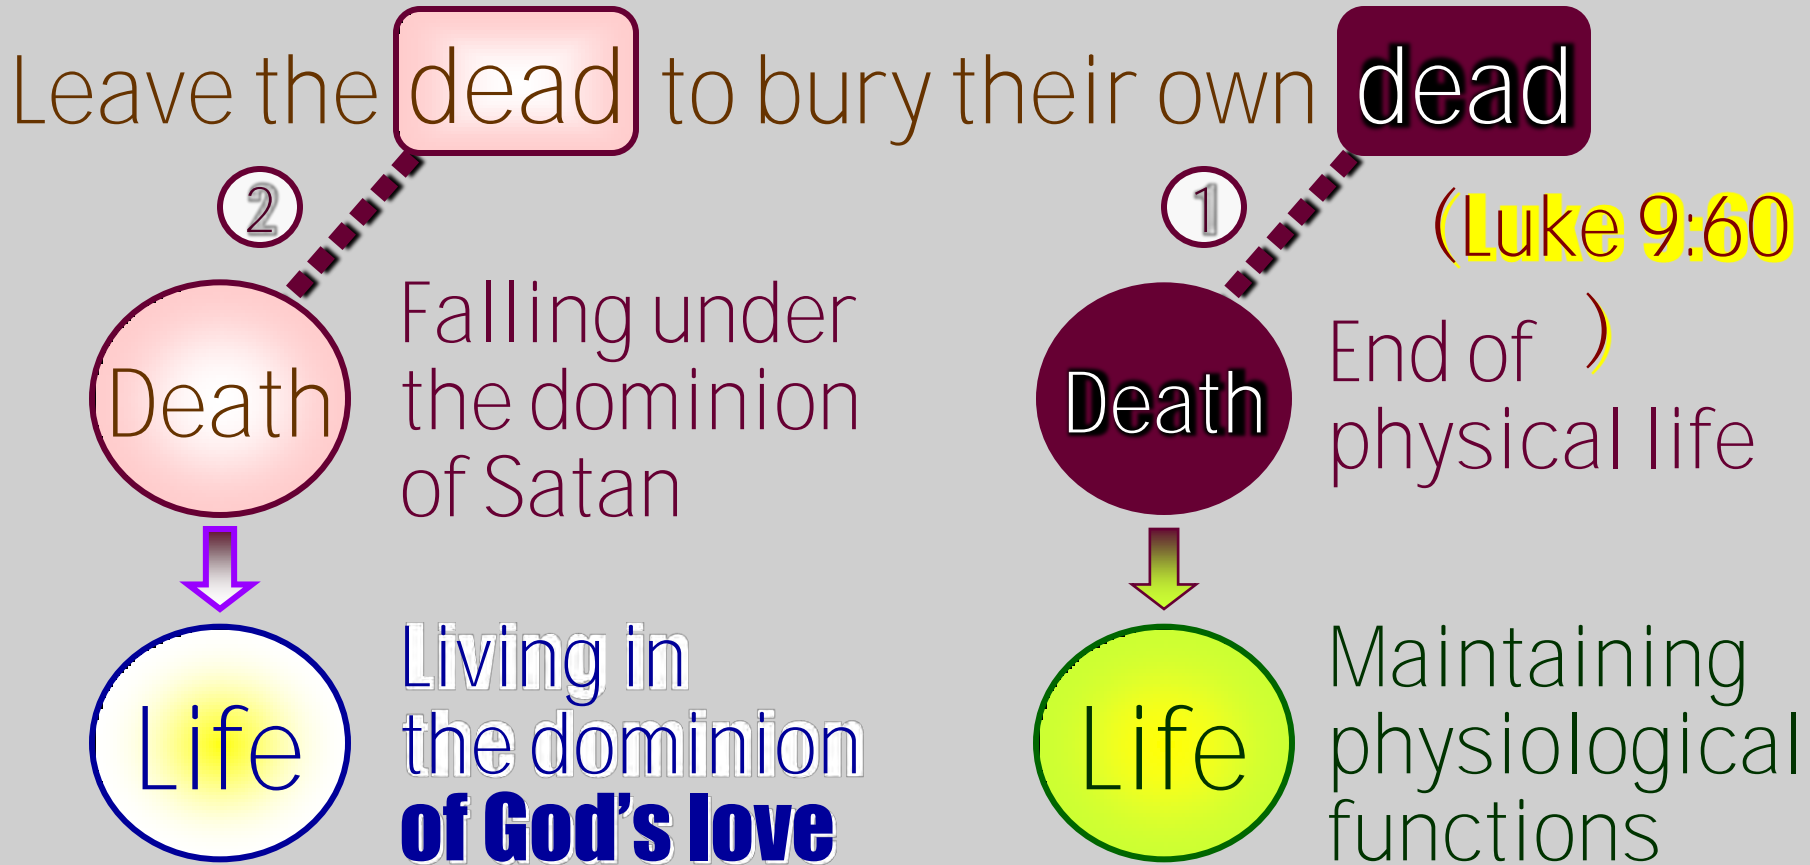 Leave the dead to bury their own dead
(Luke 9:60
)
2
Death
Falling under
the dominion
of Satan
Life
Living in
the dominion
of God's love
1
Death
End of
physical life
Life
Maintaining
physiological
functions